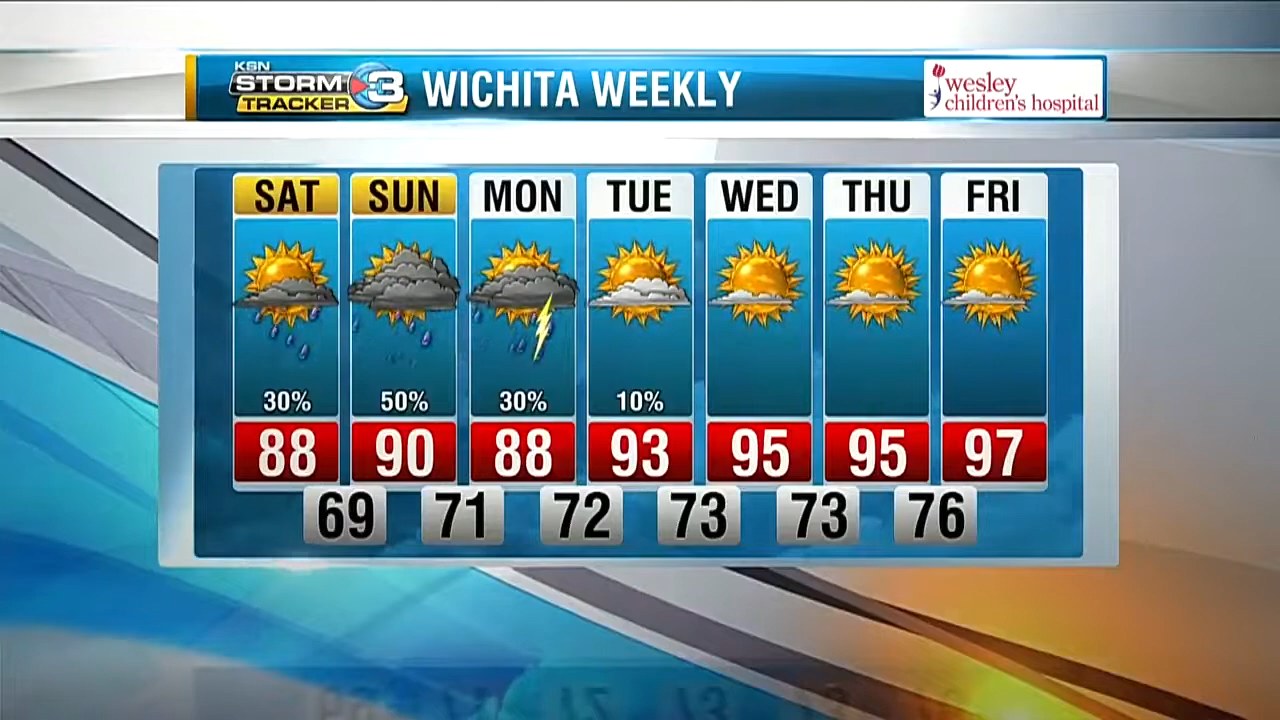 KSN
STORM 3
TRACKER
WICHITA WEEKLY
wesley
children's hospital
SAT SUN MON TUE WED THU FRI
30% 50% 30% 10%
88 90 88 93 95 95 97
69 71 72 73 73 76